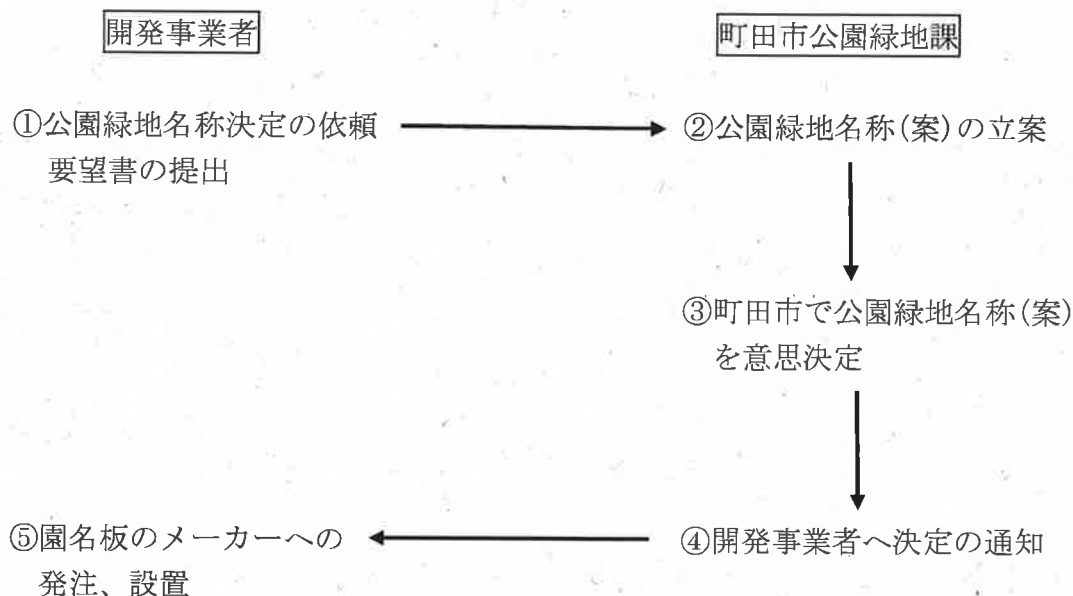 開発事業者
町田市公園緑地課
①公園緑地名称決定の依頼
要望書の提出
②公園緑地名称(案)の立案
③町田市で公園緑地名称(案)
を意思決定
④開発事業者へ決定の通知
⑤園名板のメーカーへの
発注、設置